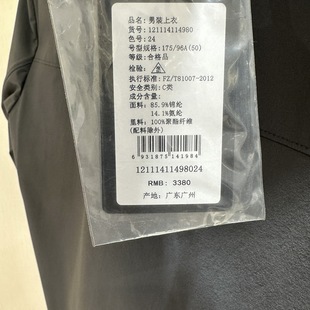 品名：男装上衣
货号：121114114980
色号：24
号型规格：175/96A(50)
等级：合格品
检验：
执行标准：FZ/T81007-2012
安全类别：C类
成分含量：
面料：85.9%锦纶
14.1%氨纶
里料：100%聚酯纤维
(配料除外)
6931875141984
12111411498024
RMB: 3380
产地：广东广州